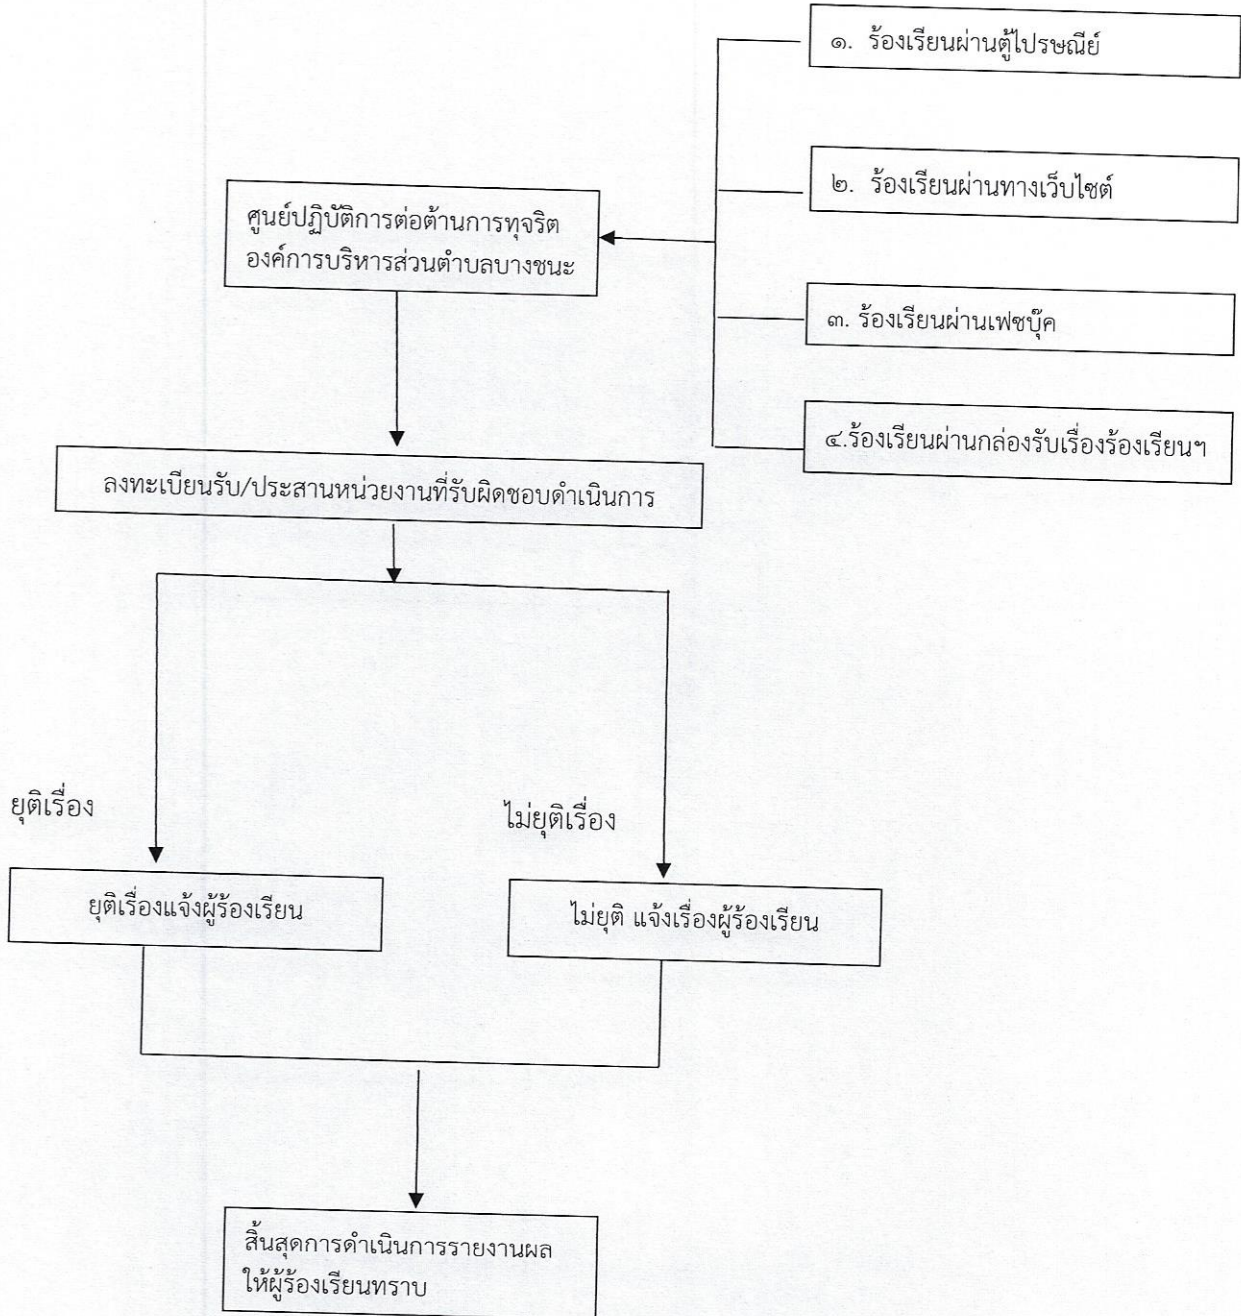 ๑. ร้องเรียนผ่านตู้ไปรษณีย์
๒. ร้องเรียนผ่านทางเว็บไซต์
ศูนย์ปฏิบัติการต่อต้านการทุจริต
องค์การบริหารส่วนตำบลบางชนะ
๓. ร้องเรียนผ่านเฟซบุ๊ค
๔.ร้องเรียนผ่านกล่องรับเรื่องร้องเรียนฯ
ลงทะเบียนรับ/ประสานหน่วยงานที่รับผิดชอบดำเนินการ
ยุติเรื่อง
ไม่ยุติเรื่อง
ยุติเรื่องแจ้งผู้ร้องเรียน
ไม่ยุติ แจ้งเรื่องผู้ร้องเรียน
สิ้นสุดการดำเนินการรายงานผล
ให้ผู้ร้องเรียนทราบ